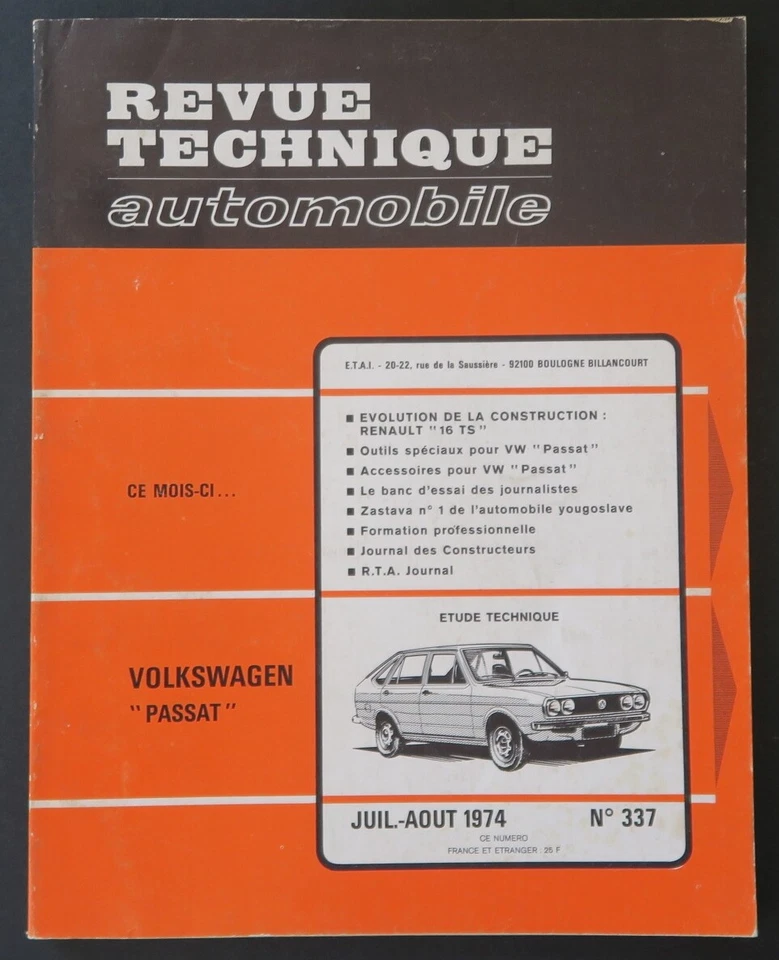 REVUE
TECHNIQUE
automobile
E.T.A.I. - 20-22, rue de la Saussière - 92100 BOULOGNE BILLANCOURT
CE MOIS-CI...
■ EVOLUTION DE LA CONSTRUCTION :
RENAULT "16 TS"
■ Outils spéciaux pour VW "Passat"
■ Accessoires pour VW "Passat"
■ Le banc d'essai des journalistes
■ Zastava n° 1 de l'automobile yougoslave
■ Formation professionnelle
■ Journal des Constructeurs
■ R.T.A. Journal
VOLKSWAGEN
"PASSAT"
ETUDE TECHNIQUE
JUIL.-AOUT 1974 N° 337
CE NUMERO
FRANCE ET ETRANGER : 25 F